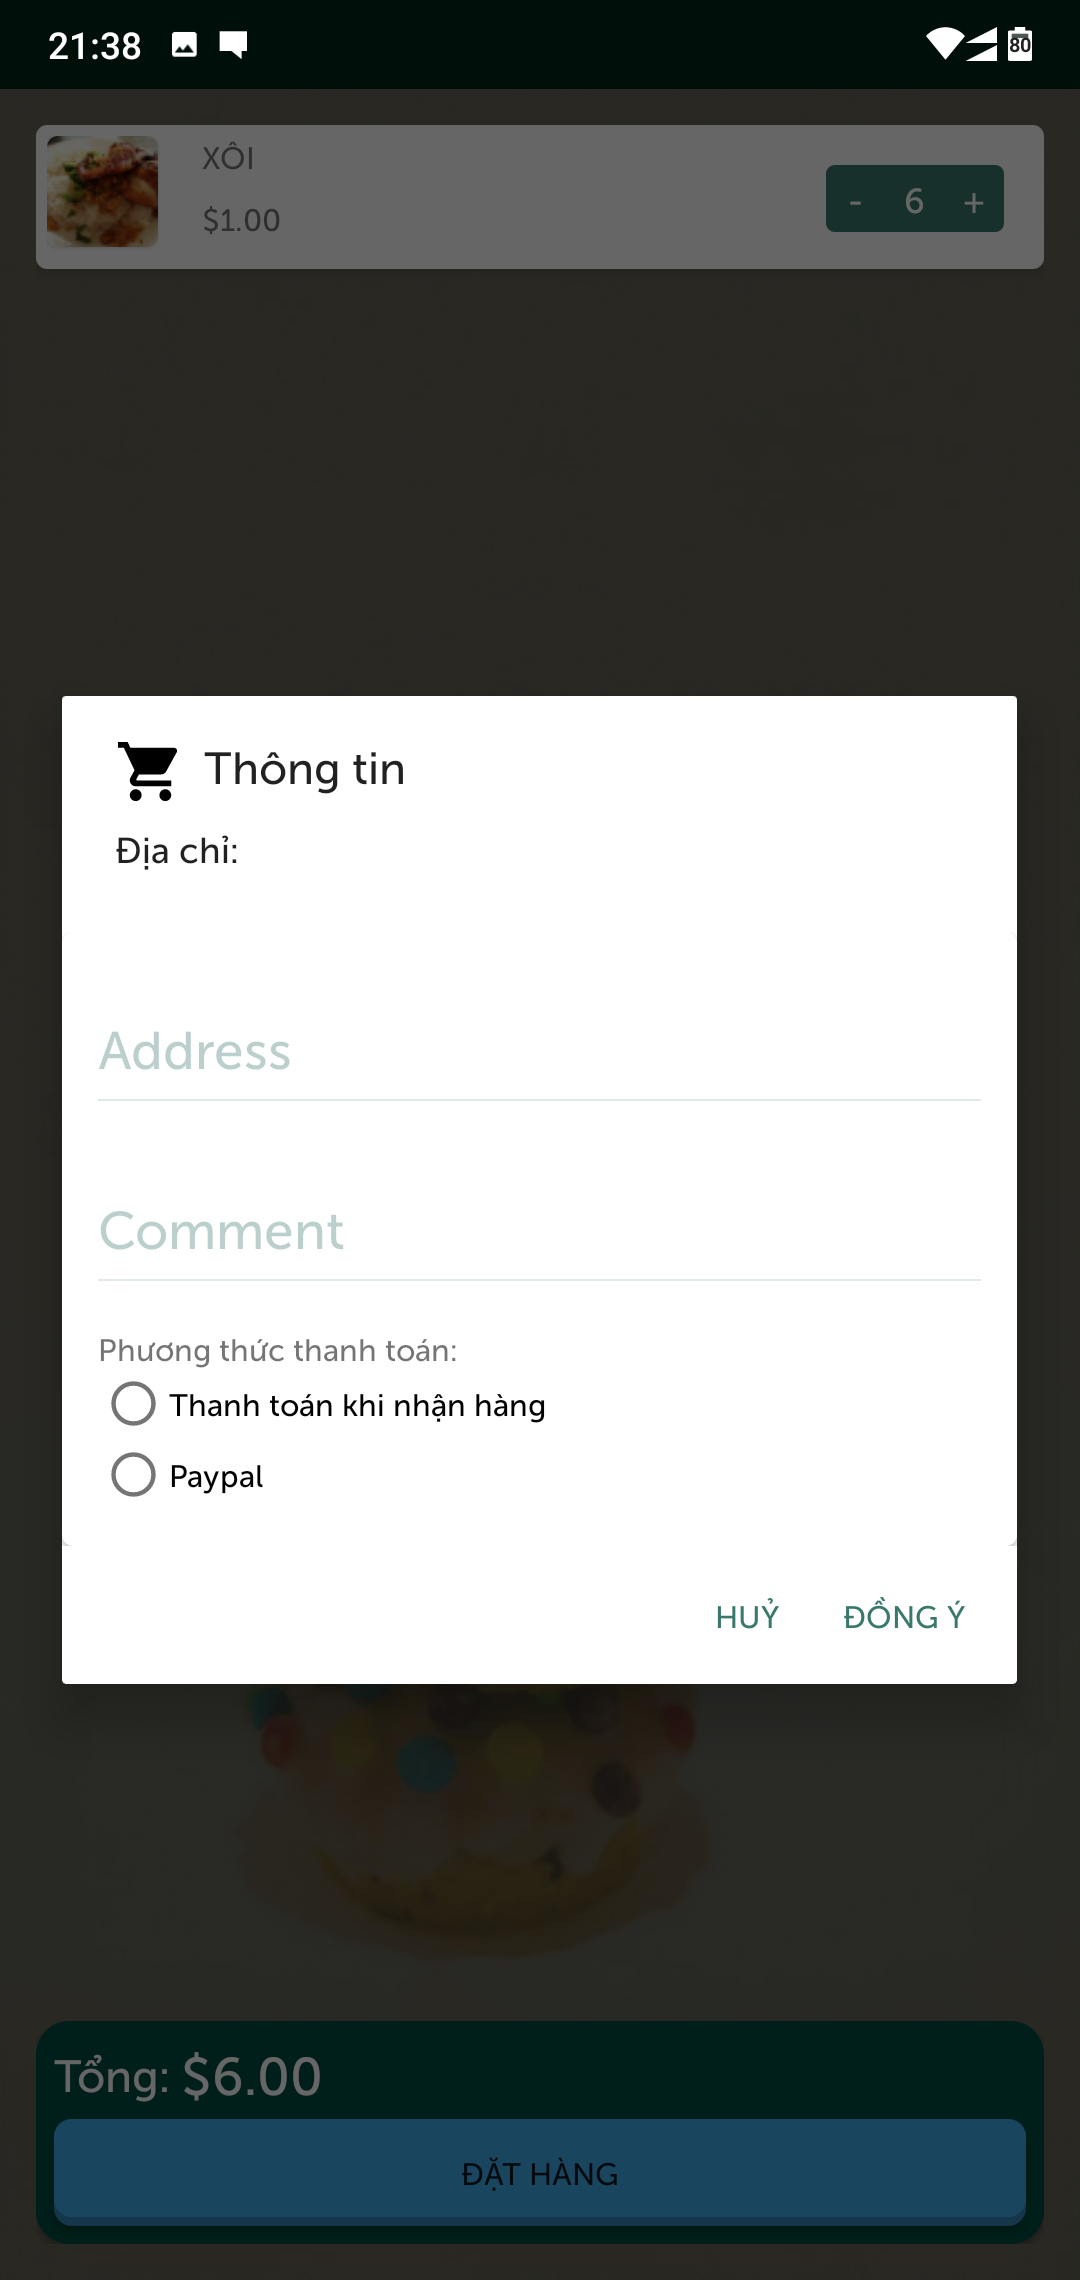 21:38
80
XÔI
$1.00
- 6 +
Thông tin
Địa chỉ:
Address
Comment
Phương thức thanh toán:
Thanh toán khi nhận hàng
Paypal
HUỶ ĐỒNG Ý
Tổng: $6.00
ĐẶT HÀNG